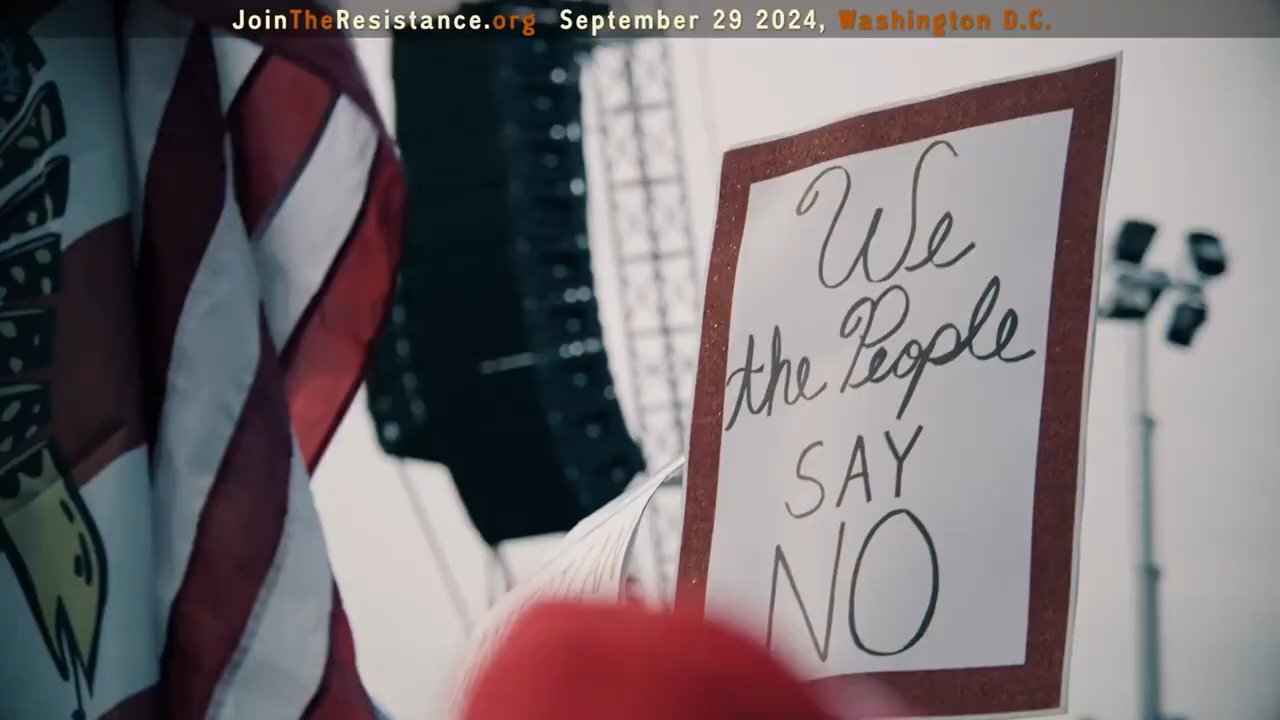 JoinTheResistance.org September 29 2024, Washington D.C.
We
the People
SAY
NO